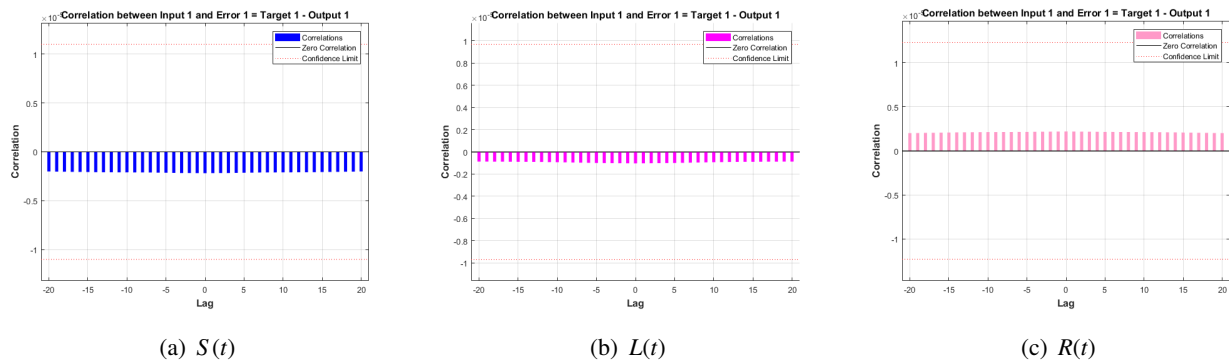 Correlation between Input 1 and Error 1 = Target 1 - Output 1
Correlations
Zero Correlation
Confidence Limit
1
0.5
0
-0.5
-1
Correlation
-20 -15 -10 -5 0 5 10 15 20
Lag
(a) S(t)
Correlation between Input 1 and Error 1 = Target 1 - Output 1
Correlations
Zero Correlation
Confidence Limit
1
0.8
0.6
0.4
0.2
0
-0.2
-0.4
-0.6
-0.8
-1
Correlation
-20 -15 -10 -5 0 5 10 15 20
Lag
(b) L(t)
Correlation between Input 1 and Error 1 = Target 1 - Output 1
Correlations
Zero Correlation
Confidence Limit
1
0.5
0
-0.5
-1
Correlation
-20 -15 -10 -5 0 5 10 15 20
Lag
(c) R(t)